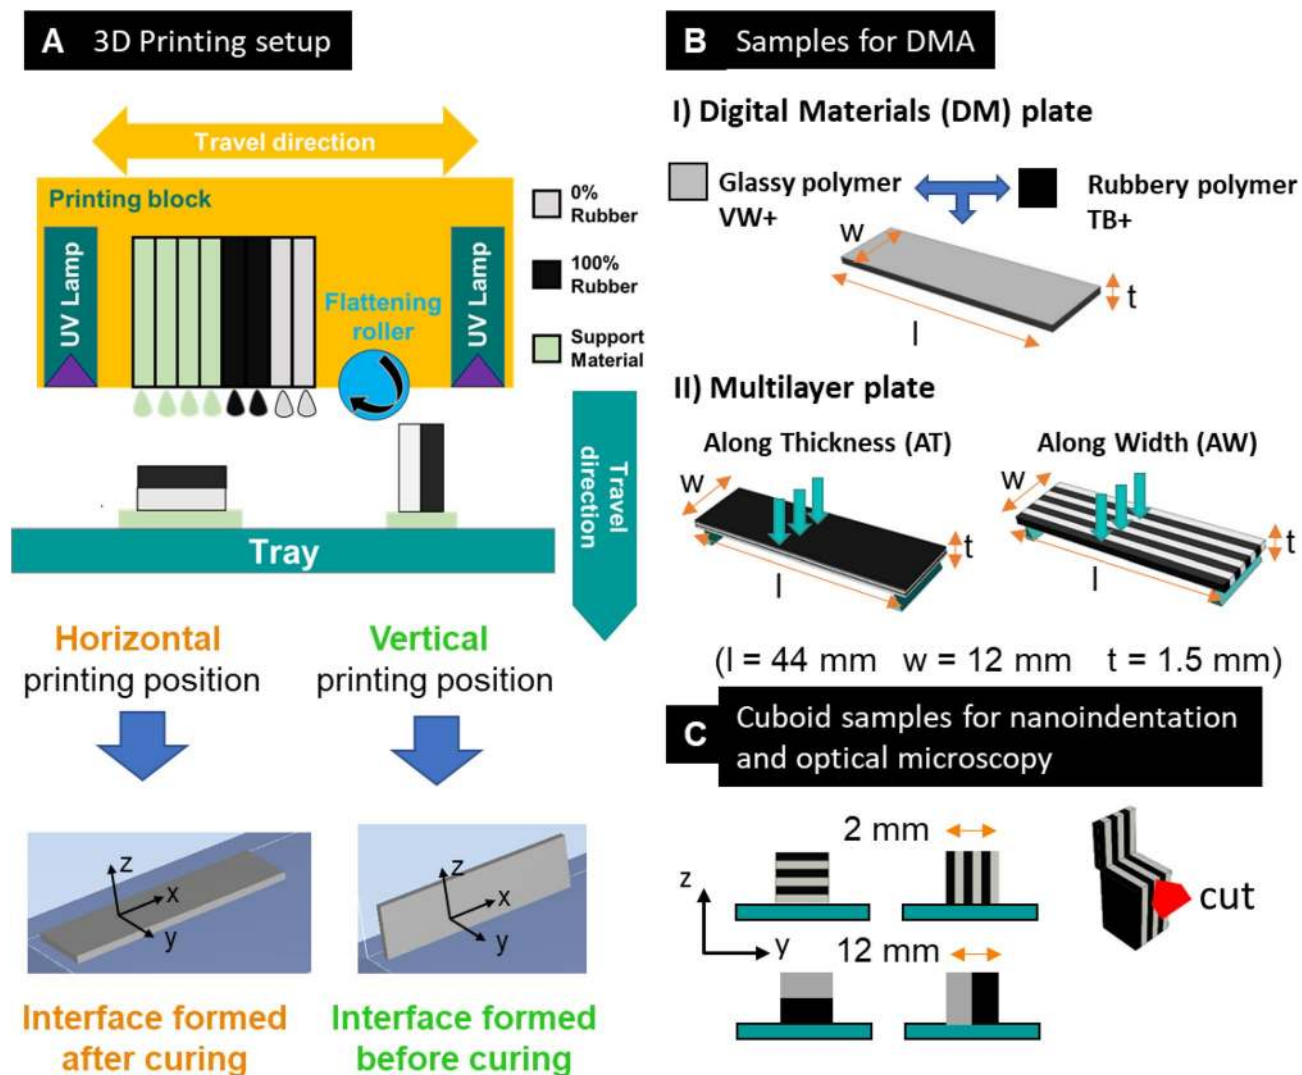 A 3D Printing setup
Travel direction
Printing block
UV Lamp
UV Lamp
Flattening
roller
0%
Rubber
100%
Rubber
Support
Material
Travel
direction
Tray
Horizontal
printing position
Vertical
printing position
z
x
y
z
x
y
Interface formed
after curing
Interface formed
before curing
B Samples for DMA
I) Digital Materials (DM) plate
Glassy polymer
VW+
Rubbery polymer
TB+
w
t
l
II) Multilayer plate
Along Thickness (AT)
Along Width (AW)
w
t
l
w
t
l
(l = 44 mm w = 12 mm t = 1.5 mm)
C Cuboid samples for nanoindentation
and optical microscopy
2 mm
z
y
12 mm
cut